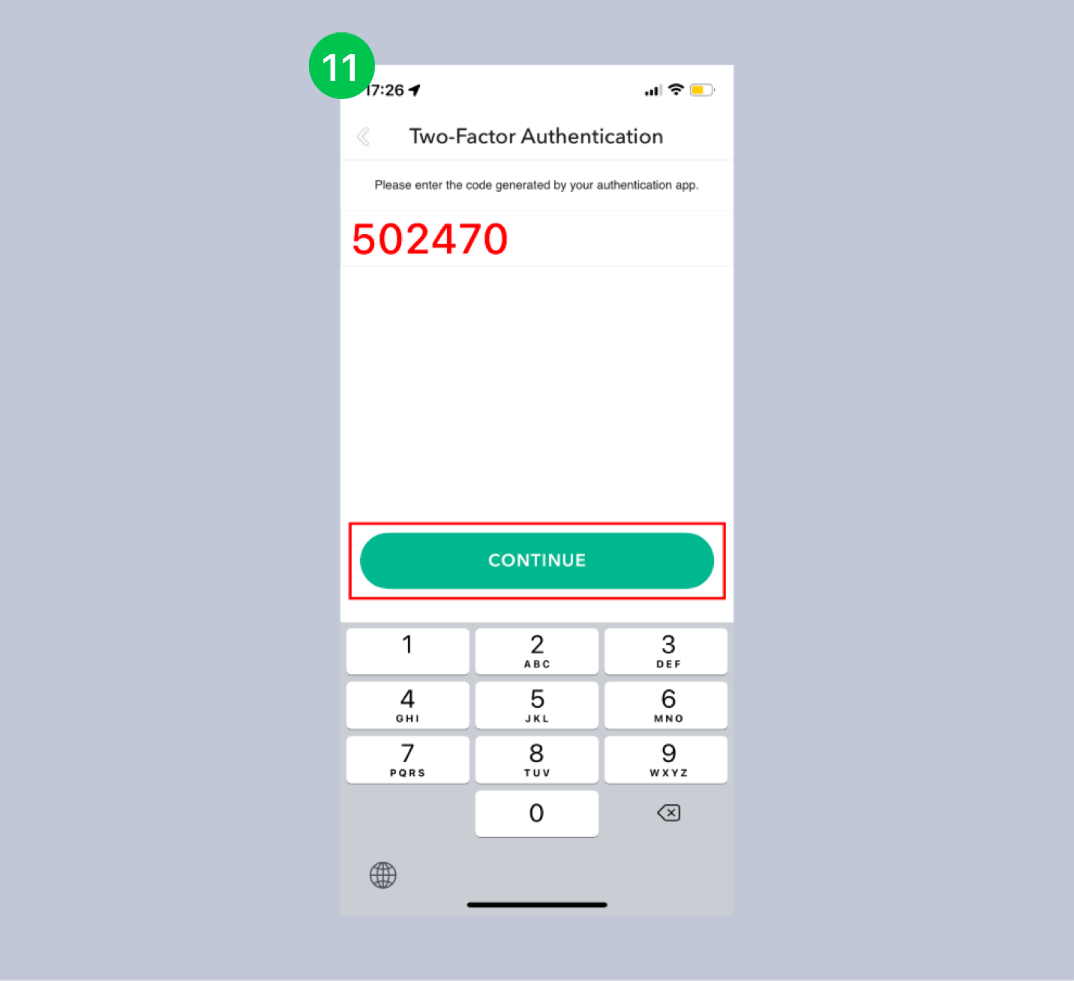 11
17:26
Two-Factor Authentication
Please enter the code generated by your authentication app.
502470
CONTINUE
1 2 3
ABC DEF
4 5 6
GHI JKL MNO
7 8 9
PQRS TUV WXYZ
0